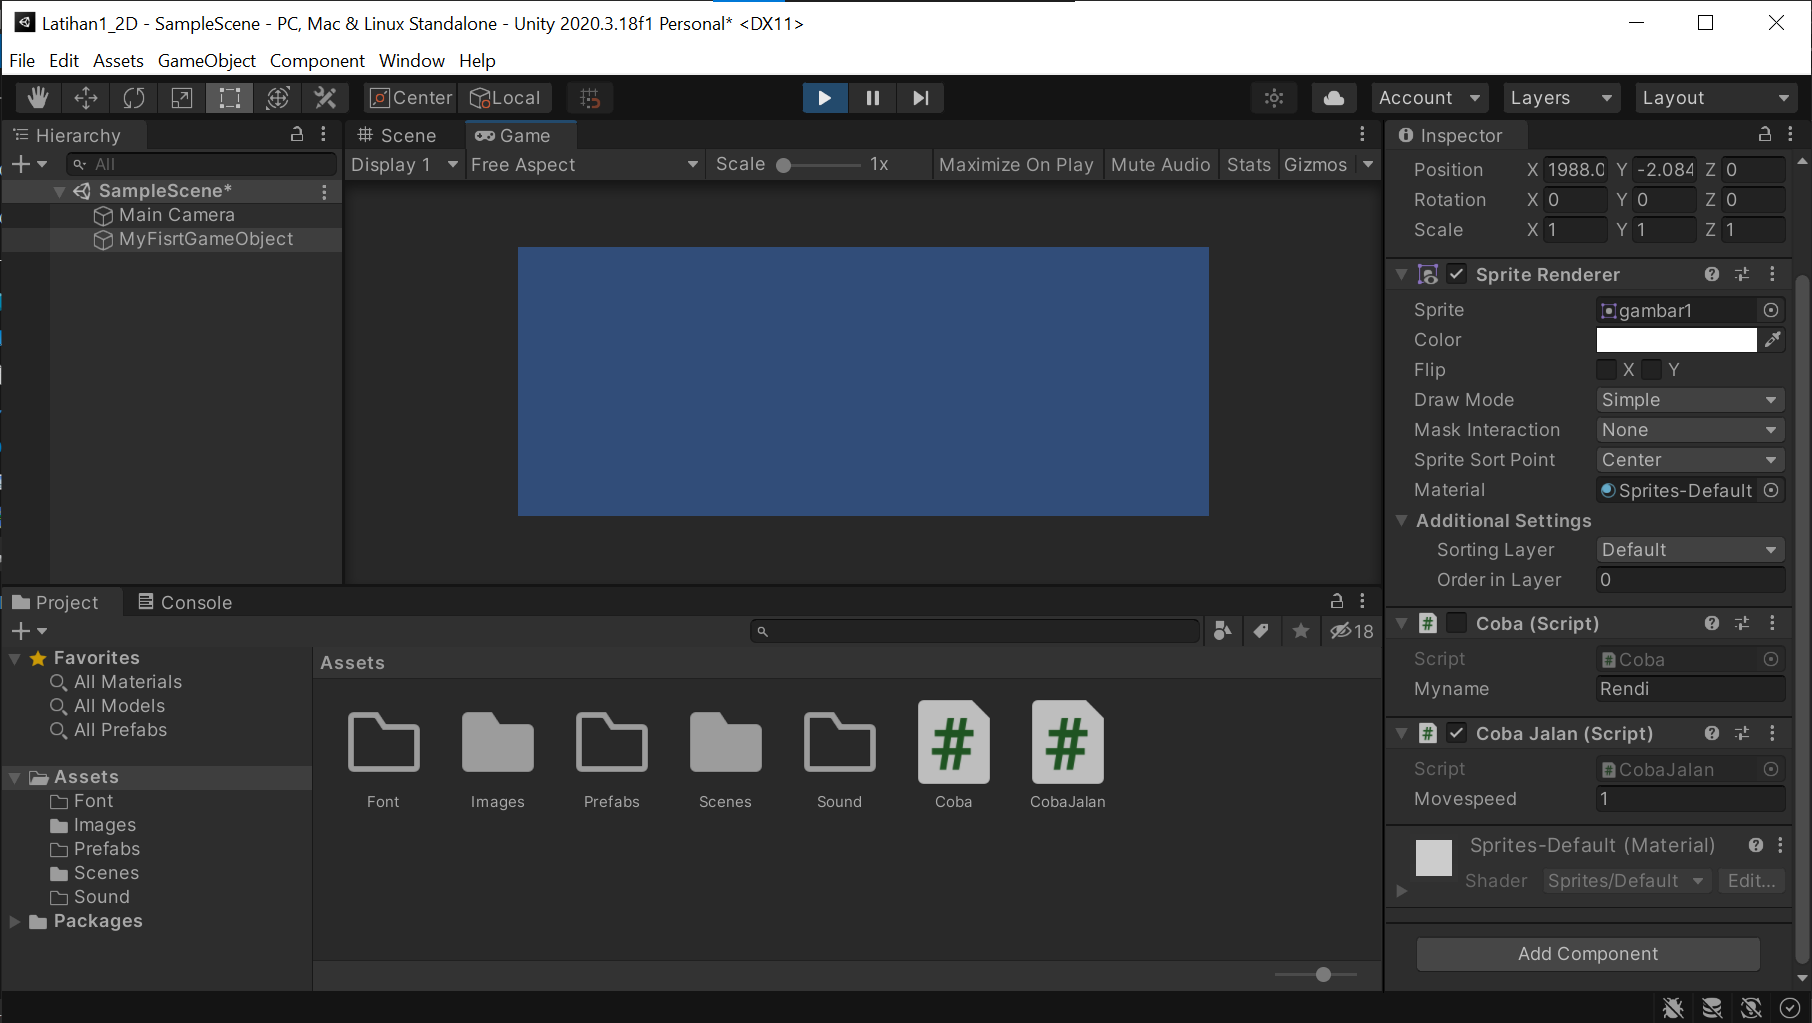 Latihan1_2D - SampleScene - PC, Mac & Linux Standalone - Unity 2020.3.18f1 Personal* <DX11>
File Edit Assets GameObject Component Window Help
Center Local Account Layers Layout
Hierarchy
All
SampleScene*
Main Camera
MyFisrtGameObject
Scene Game
Display 1 Free Aspect Scale 1x Maximize On Play Mute Audio Stats Gizmos
Inspector
Position X 1988.0 Y -2.084 Z 0
Rotation X 0 Y 0 Z 0
Scale X 1 Y 1 Z 1
Sprite Renderer
Sprite gambar1
Color
Flip X Y
Draw Mode Simple
Mask Interaction None
Sprite Sort Point Center
Material Sprites-Default
Additional Settings
Sorting Layer Default
Order in Layer 0
# Coba (Script)
Script Coba
Myname Rendi
# Coba Jalan (Script)
Script CobaJalan
Movespeed 1
Sprites-Default (Material)
Shader Sprites/Default Edit...
Add Component
Project Console
18
Favorites
All Materials
All Models
All Prefabs
Assets
Font
Images
Prefabs
Scenes
Sound
Packages
Assets
# #
Font Images Prefabs Scenes Sound Coba CobaJalan